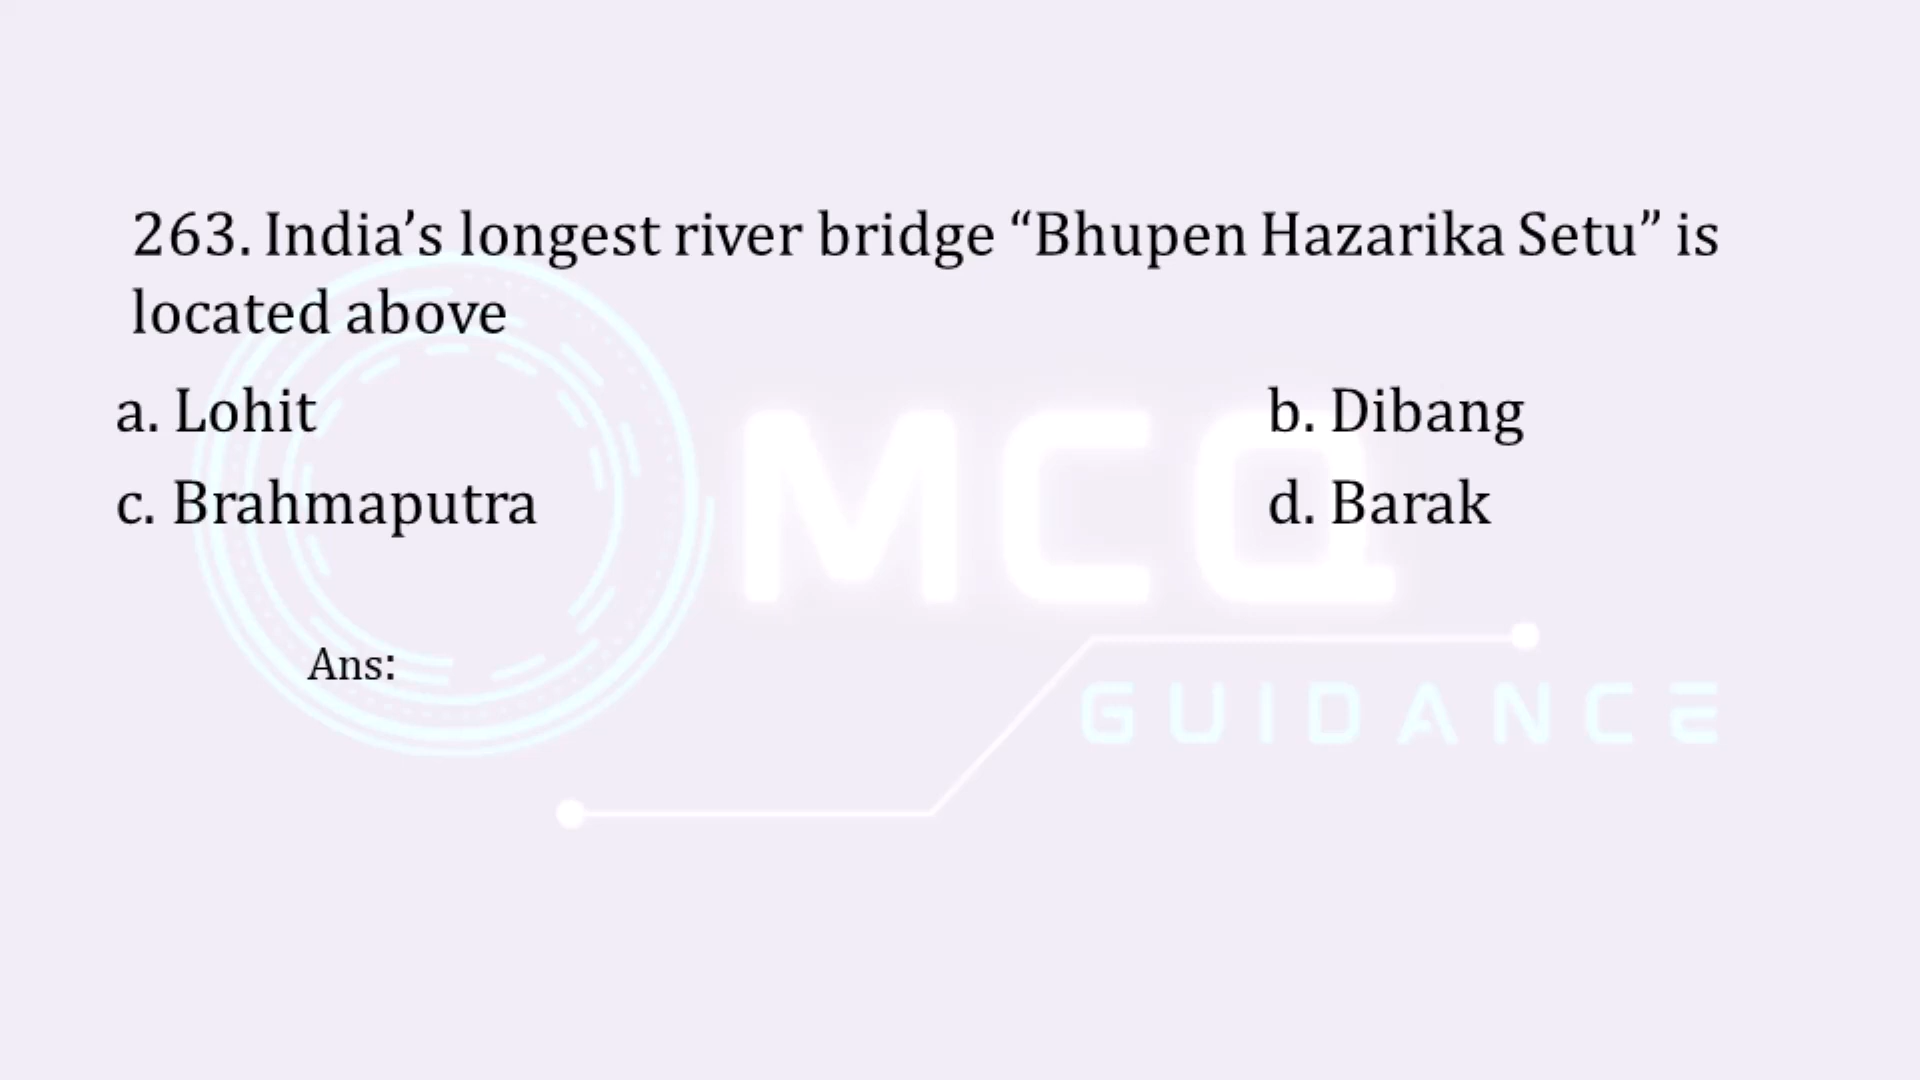 263. India’s longest river bridge “Bhupen Hazarika Setu” is
located above
a. Lohit b. Dibang
c. Brahmaputra d. Barak
MCQ
Ans:
GUIDANCE